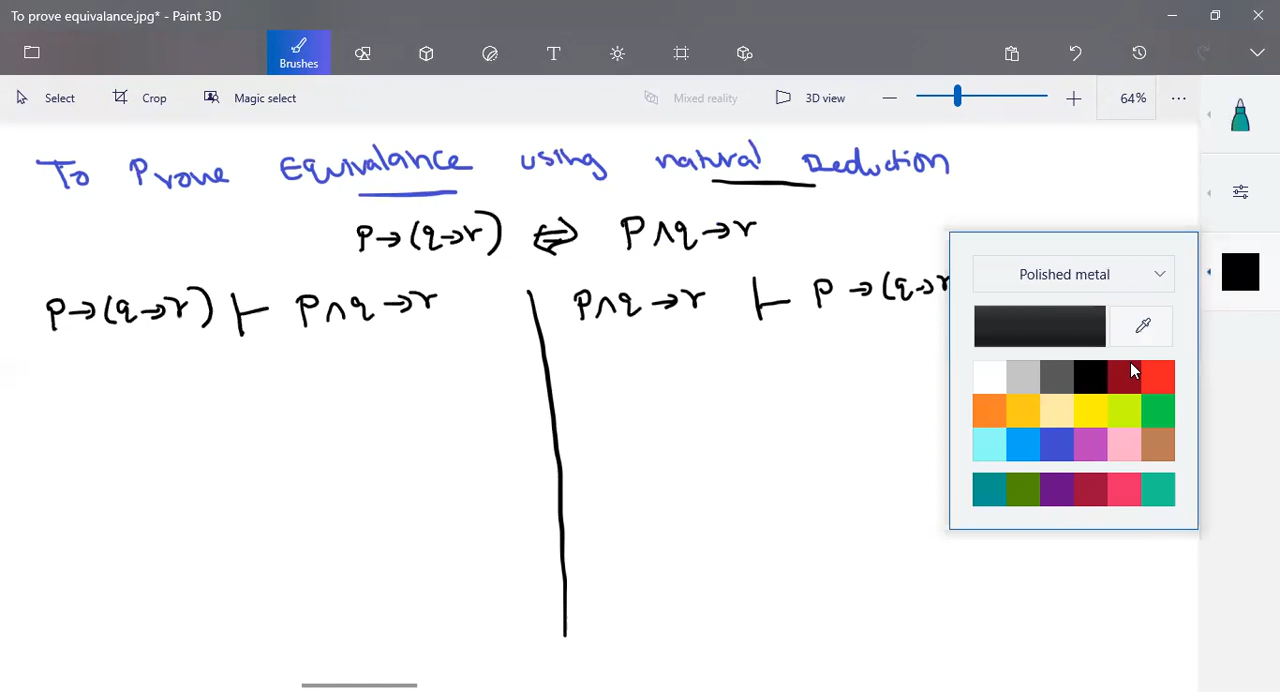 To prove equivalance.jpg* - Paint 3D
Brushes
Select Crop Magic select Mixed reality 3D view 64%
To Prove Equivalance using natural Deduction
P→(q→r) ⇔ P∧q→r
P→(q→r) ⊢ P∧q→r
P∧q→r ⊢ P→(q→r
Polished metal